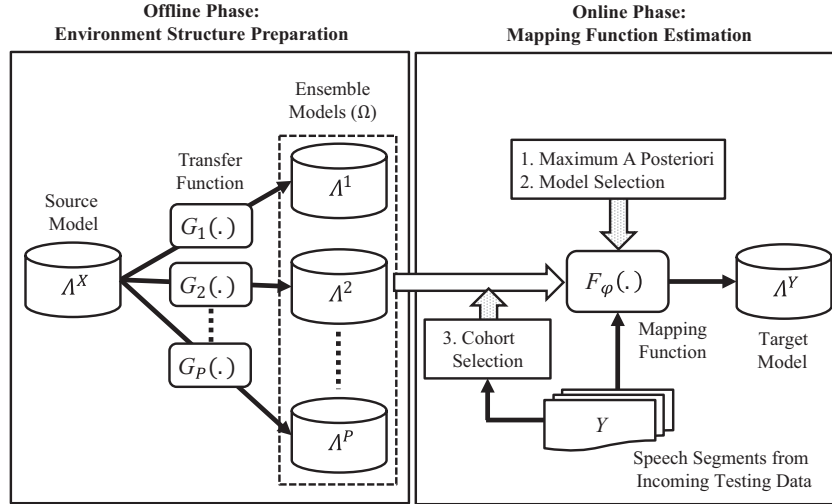 Offline Phase:
Environment Structure Preparation
Online Phase:
Mapping Function Estimation
Ensemble
Models (Ω)
Transfer
Function
Source
Model
Λ^X
G_1(.)
G_2(.)
G_P(.)
Λ^1
Λ^2
Λ^P
1. Maximum A Posteriori
2. Model Selection
F_φ(.)
Λ^Y
3. Cohort
Selection
Mapping
Function
Target
Model
Y
Speech Segments from
Incoming Testing Data